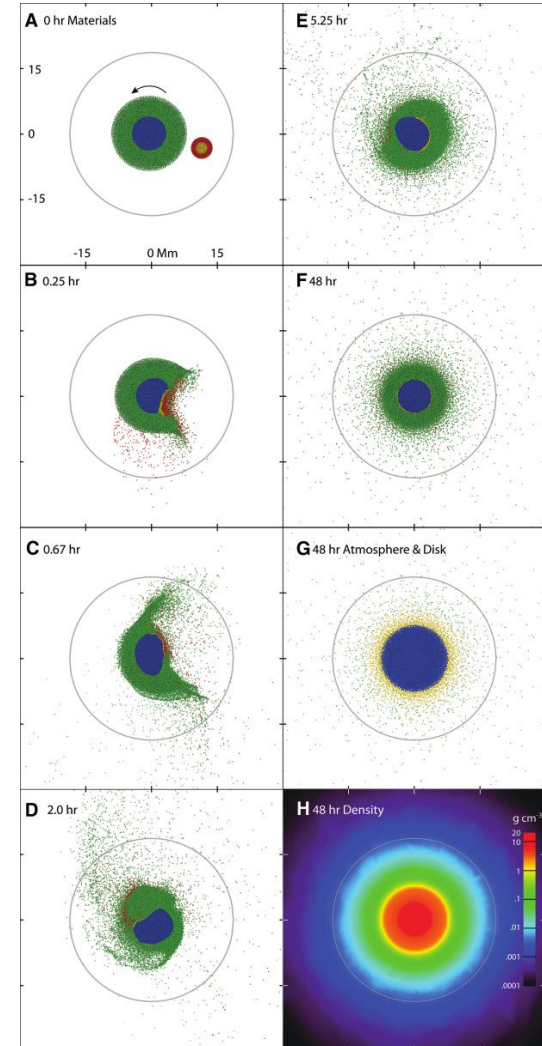 A 0 hr Materials
15
0
-15
-15 0 Mm 15
B 0.25 hr
C 0.67 hr
D 2.0 hr
E 5.25 hr
F 48 hr
G 48 hr Atmosphere & Disk
H 48 hr Density
g cm⁻³
20
10
1
.1
.01
.001
.0001